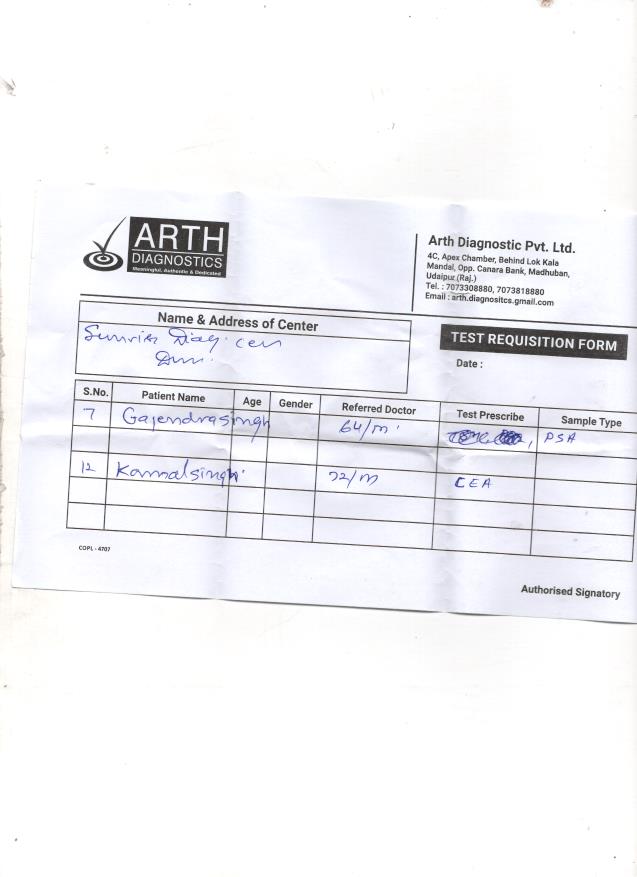 ARTH
DIAGNOSTICS
Meaningful, Authentic & Dedicated
Arth Diagnostic Pvt. Ltd.
4C, Apex Chamber, Behind Lok Kala
Mandal, Opp. Canara Bank, Madhuban,
Udaipur.(Raj.)
Tel. : 7073308880, 7073818880
Email : arth.diagnositcs.gmail.com
Name & Address of Center
Sunrise Diag. Cen
TEST REQUISITION FORM
Date :
S.No. Patient Name Age Gender Referred Doctor Test Prescribe Sample Type
7 Gajendrasingh 64/m PSA
12 Kamalsingh 72/m CEA
COPL - 4707
Authorised Signatory